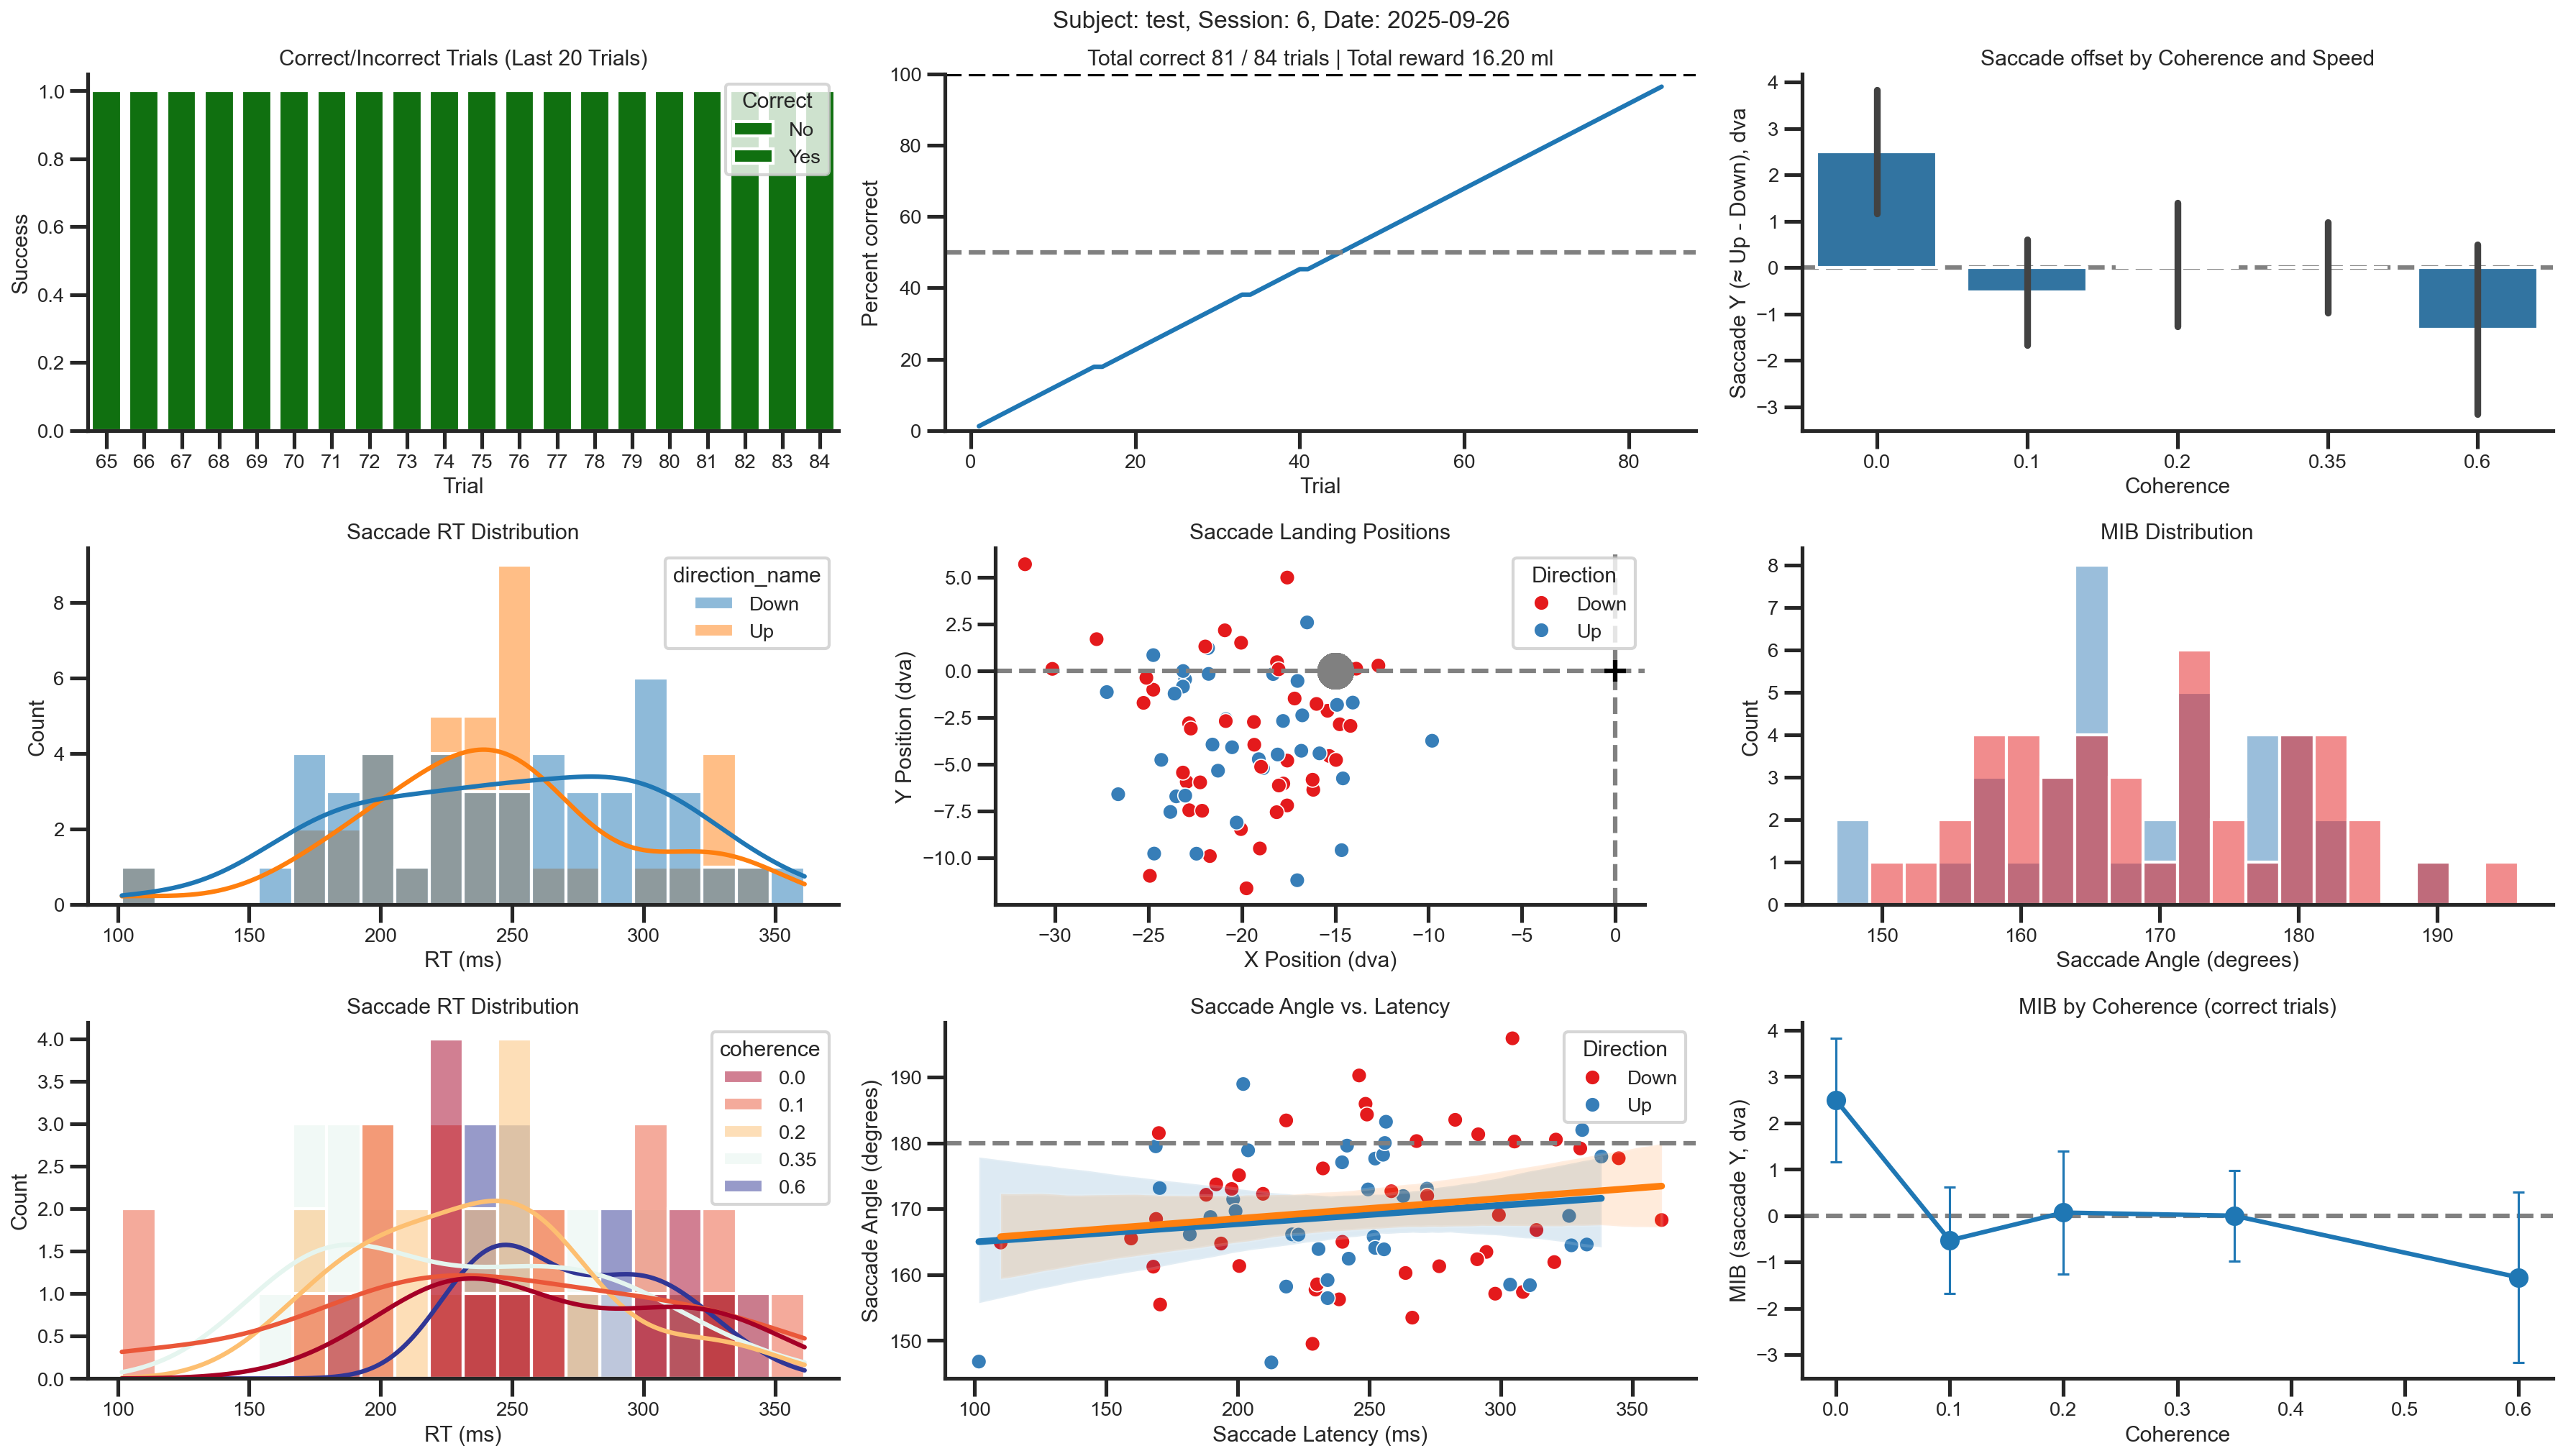 Subject: test, Session: 6, Date: 2025-09-26
Correct/Incorrect Trials (Last 20 Trials)
Success
1.0
0.8
0.6
0.4
0.2
0.0
Correct
No
Yes
65 66 67 68 69 70 71 72 73 74 75 76 77 78 79 80 81 82 83 84
Trial
Total correct 81 / 84 trials | Total reward 16.20 ml
Percent correct
100
80
60
40
20
0
0 20 40 60 80
Trial
Saccade offset by Coherence and Speed
Saccade Y (≈ Up - Down), dva
4
3
2
1
0
−1
−2
−3
0.0 0.1 0.2 0.35 0.6
Coherence
Saccade RT Distribution
Count
8
6
4
2
0
direction_name
Down
Up
100 150 200 250 300 350
RT (ms)
Saccade Landing Positions
Y Position (dva)
5.0
2.5
0.0
−2.5
−5.0
−7.5
−10.0
Direction
Down
Up
−30 −25 −20 −15 −10 −5 0
X Position (dva)
MIB Distribution
Count
8
7
6
5
4
3
2
1
0
150 160 170 180 190
Saccade Angle (degrees)
Saccade RT Distribution
Count
4.0
3.5
3.0
2.5
2.0
1.5
1.0
0.5
0.0
coherence
0.0
0.1
0.2
0.35
0.6
100 150 200 250 300 350
RT (ms)
Saccade Angle vs. Latency
Saccade Angle (degrees)
190
180
170
160
150
Direction
Down
Up
100 150 200 250 300 350
Saccade Latency (ms)
MIB by Coherence (correct trials)
MIB (saccade Y, dva)
4
3
2
1
0
−1
−2
−3
0.0 0.1 0.2 0.3 0.4 0.5 0.6
Coherence